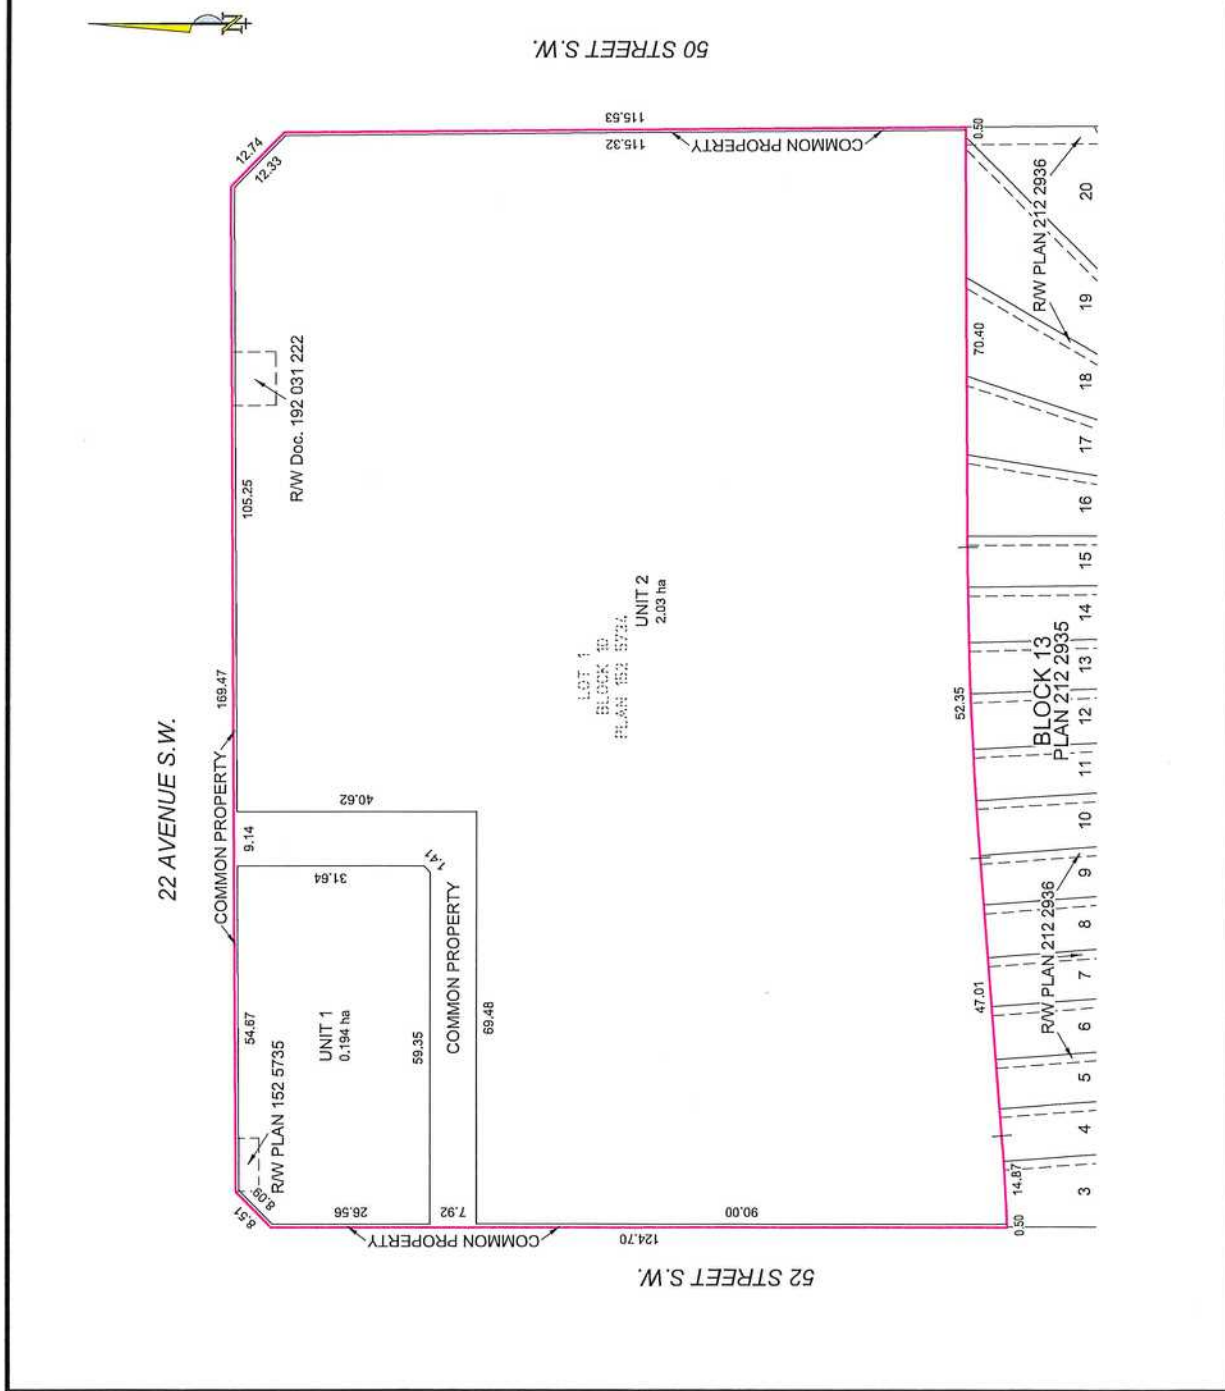 N
50 STREET S.W.
22 AVENUE S.W.
52 STREET S.W.
12.74
12.33
115.53
115.32
COMMON PROPERTY
0.50
R/W PLAN 212 2936
20
19
18
17
16
15
14
13
12
11
10
9
8
7
6
5
4
3
70.40
R/W Doc. 192 031 222
105.25
169.47
COMMON PROPERTY
9.14
40.62
31.64
1.41
LOT 1
BLOCK 10
PLAN 152 5734
UNIT 2
2.03 ha
52.35
BLOCK 13
PLAN 212 2935
54.67
UNIT 1
0.194 ha
59.35
COMMON PROPERTY
69.48
R/W PLAN 152 5735
8.51
8.09
26.56
7.92
90.00
COMMON PROPERTY
124.70
47.01
R/W PLAN 212 2936
14.87
0.50